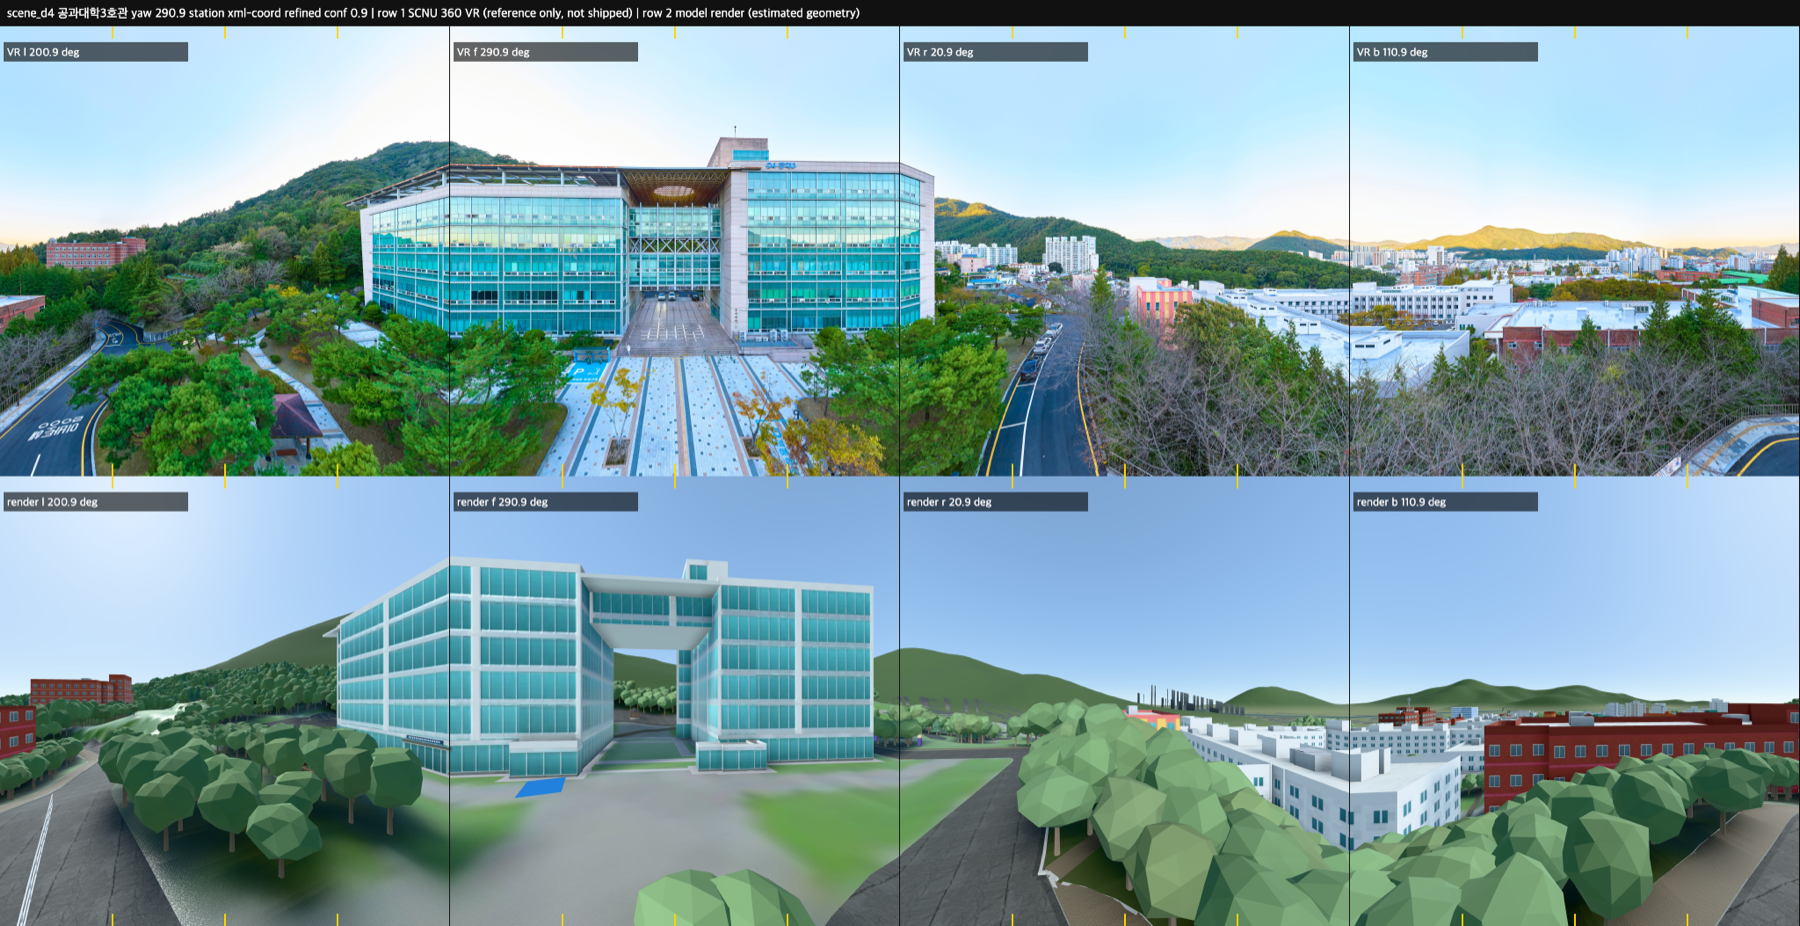 scene_d4 공과대학3호관 yaw 290.9 station xml-coord refined conf 0.9 | row 1 SCNU 360 VR (reference only, not shipped) | row 2 model render (estimated geometry)
VR l 200.9 deg
VR f 290.9 deg
VR r 20.9 deg
VR b 110.9 deg
P
render l 200.9 deg
render f 290.9 deg
render r 20.9 deg
render b 110.9 deg